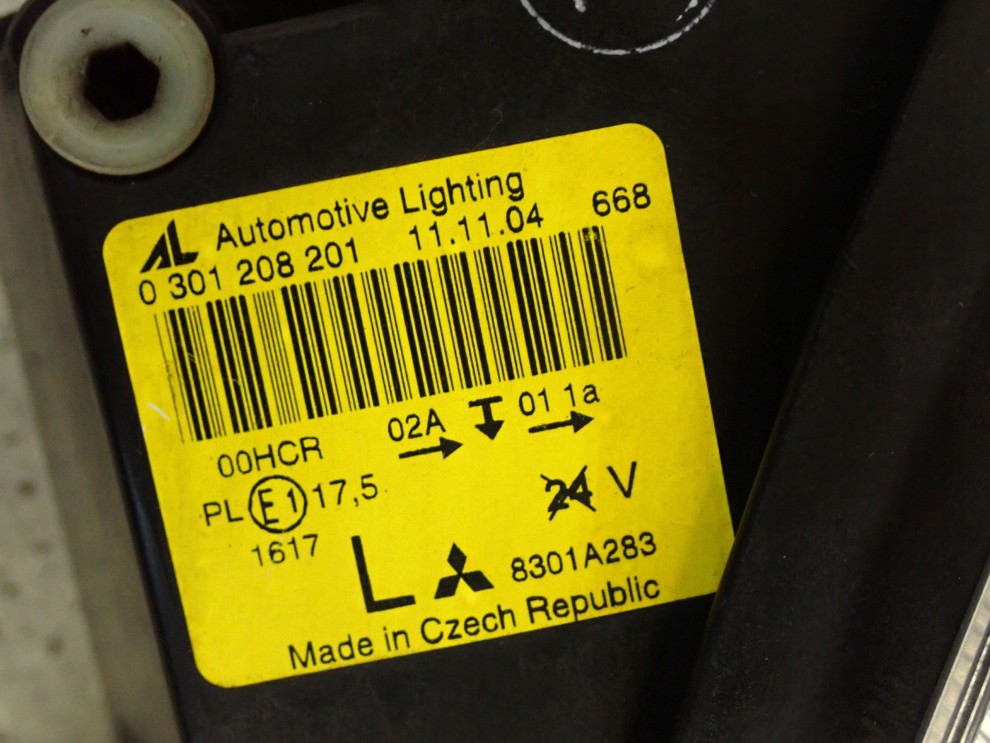 AL Automotive Lighting
0 301 208 201 11.11.04 668
00HCR 02A 01 1a
PL E1 17,5
24 V
1617
L 8301A283
Made in Czech Republic